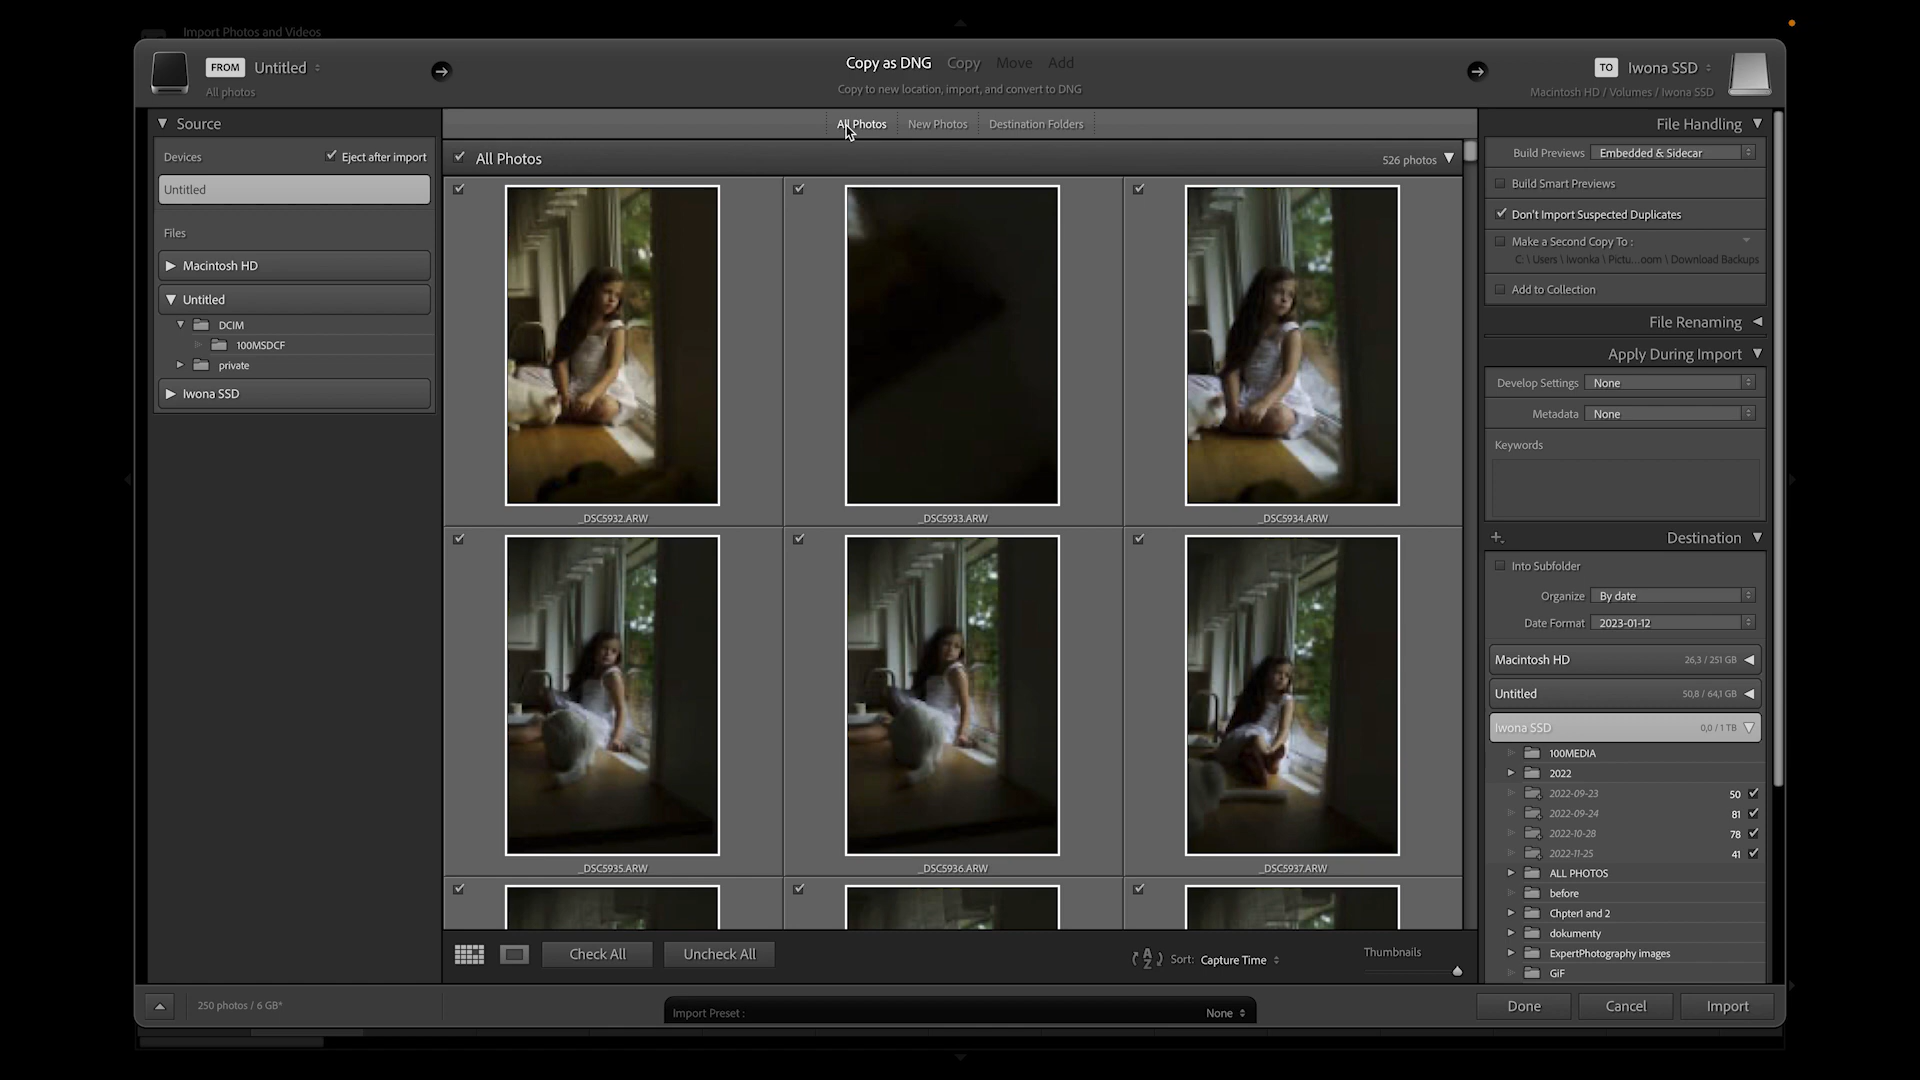 Import Photos and Videos
FROM Untitled
All photos
Copy as DNG Copy Move Add
Copy to new location, import, and convert to DNG
TO Iwona SSD
Macintosh HD / Volumes / Iwona SSD
Source
Devices
Eject after import
Untitled
Files
Macintosh HD
Untitled
DCIM
100MSDCF
private
Iwona SSD
All Photos New Photos Destination Folders
All Photos
526 photos
_DSC5932.ARW
_DSC5933.ARW
_DSC5934.ARW
_DSC5935.ARW
_DSC5936.ARW
_DSC5937.ARW
Check All
Uncheck All
Sort: Capture Time
Thumbnails
File Handling
Build Previews Embedded & Sidecar
Build Smart Previews
Don't Import Suspected Duplicates
Make a Second Copy To :
C: \ Users \ Iwonka \ Pictu...oom \ Download Backups
Add to Collection
File Renaming
Apply During Import
Develop Settings None
Metadata None
Keywords
Destination
Into Subfolder
Organize By date
Date Format 2023-01-12
Macintosh HD 26,3 / 251 GB
Untitled 50,8 / 64,1 GB
Iwona SSD 0,0 / 1 TB
100MEDIA
2022
2022-09-23 50
2022-09-24 81
2022-10-28 78
2022-11-25 41
ALL PHOTOS
before
Chpter1 and 2
dokumenty
ExpertPhotography images
GiF
250 photos / 6 GB*
Import Preset : None
Done
Cancel
Import